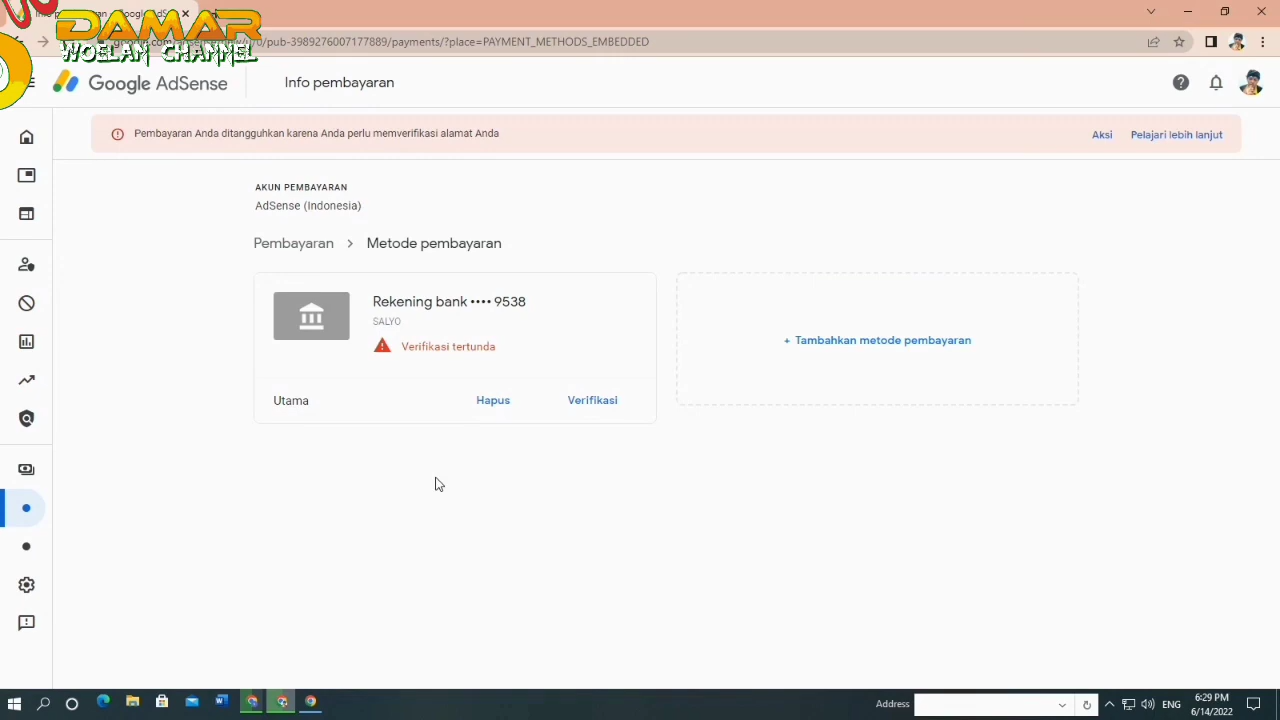 DAMAR
WOELAN CHANNEL
pub-3989276007177889/payments/?place=PAYMENT_METHODS_EMBEDDED
Google AdSense
Info pembayaran
Pembayaran Anda ditangguhkan karena Anda perlu memverifikasi alamat Anda
Aksi
Pelajari lebih lanjut
AKUN PEMBAYARAN
AdSense (Indonesia)
Pembayaran > Metode pembayaran
Rekening bank •••• 9538
SALYO
Verifikasi tertunda
Utama
Hapus
Verifikasi
+ Tambahkan metode pembayaran
Address
ENG
6:29 PM
6/14/2022